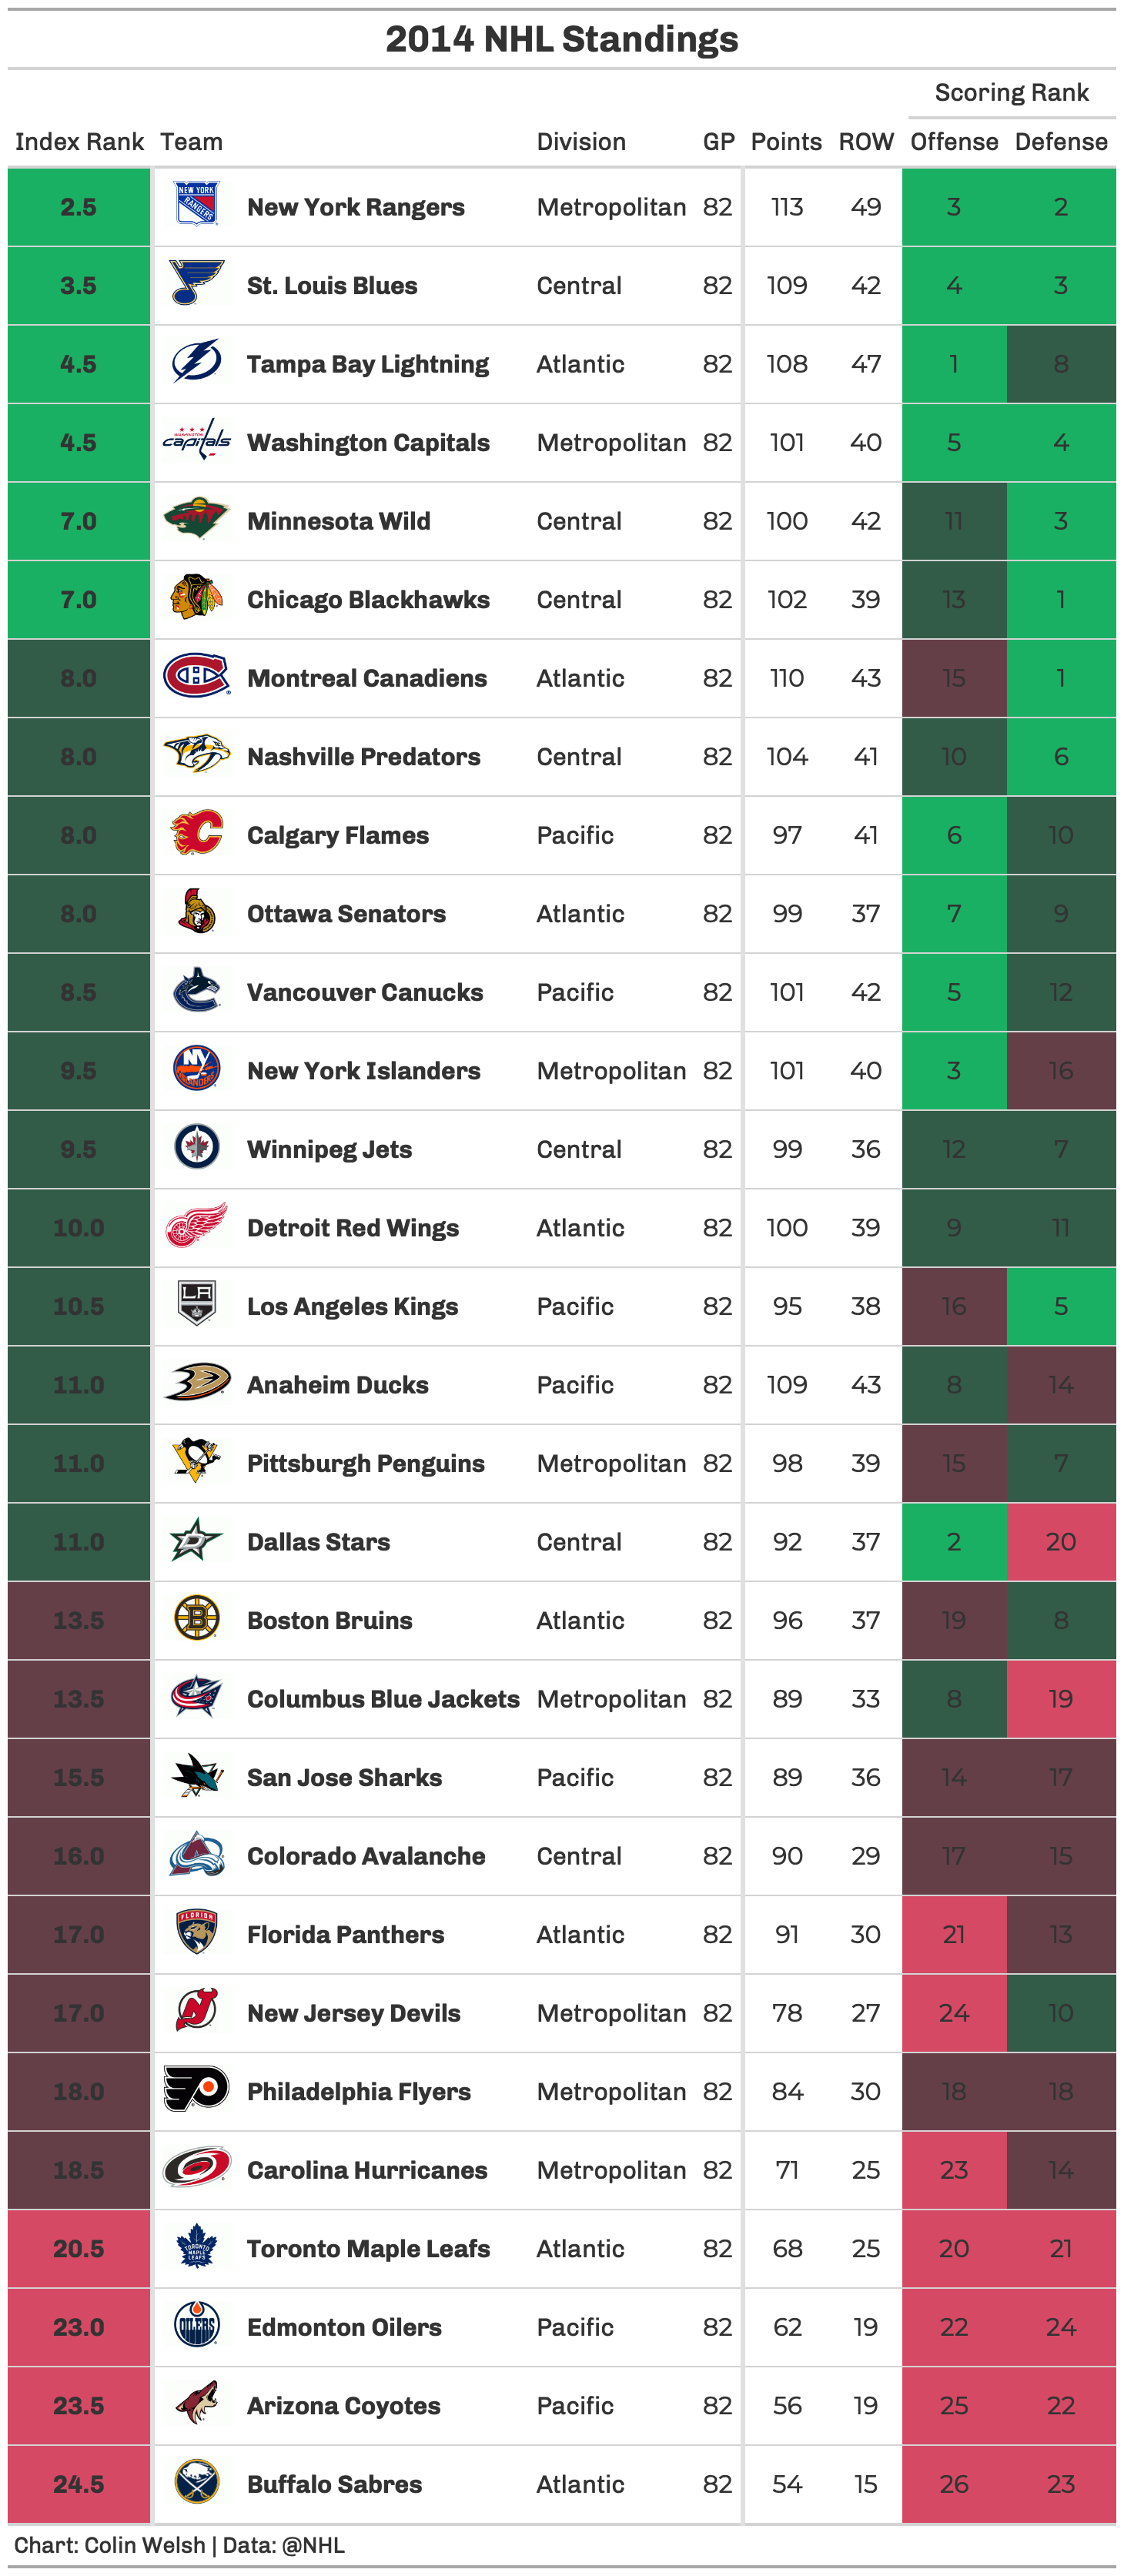 2014 NHL Standings
Scoring Rank
Index Rank Team Division GP Points ROW Offense Defense
2.5 New York Rangers Metropolitan 82 113 49 3 2
3.5 St. Louis Blues Central 82 109 42 4 3
4.5 Tampa Bay Lightning Atlantic 82 108 47 1 8
4.5 Washington Capitals Metropolitan 82 101 40 5 4
7.0 Minnesota Wild Central 82 100 42 11 3
7.0 Chicago Blackhawks Central 82 102 39 13 1
8.0 Montreal Canadiens Atlantic 82 110 43 15 1
8.0 Nashville Predators Central 82 104 41 10 6
8.0 Calgary Flames Pacific 82 97 41 6 10
8.0 Ottawa Senators Atlantic 82 99 37 7 9
8.5 Vancouver Canucks Pacific 82 101 42 5 12
9.5 New York Islanders Metropolitan 82 101 40 3 16
9.5 Winnipeg Jets Central 82 99 36 12 7
10.0 Detroit Red Wings Atlantic 82 100 39 9 11
10.5 Los Angeles Kings Pacific 82 95 38 16 5
11.0 Anaheim Ducks Pacific 82 109 43 8 14
11.0 Pittsburgh Penguins Metropolitan 82 98 39 15 7
11.0 Dallas Stars Central 82 92 37 2 20
13.5 Boston Bruins Atlantic 82 96 37 19 8
13.5 Columbus Blue Jackets Metropolitan 82 89 33 8 19
15.5 San Jose Sharks Pacific 82 89 36 14 17
16.0 Colorado Avalanche Central 82 90 29 17 15
17.0 Florida Panthers Atlantic 82 91 30 21 13
17.0 New Jersey Devils Metropolitan 82 78 27 24 10
18.0 Philadelphia Flyers Metropolitan 82 84 30 18 18
18.5 Carolina Hurricanes Metropolitan 82 71 25 23 14
20.5 Toronto Maple Leafs Atlantic 82 68 25 20 21
23.0 Edmonton Oilers Pacific 82 62 19 22 24
23.5 Arizona Coyotes Pacific 82 56 19 25 22
24.5 Buffalo Sabres Atlantic 82 54 15 26 23
Chart: Colin Welsh | Data: @NHL